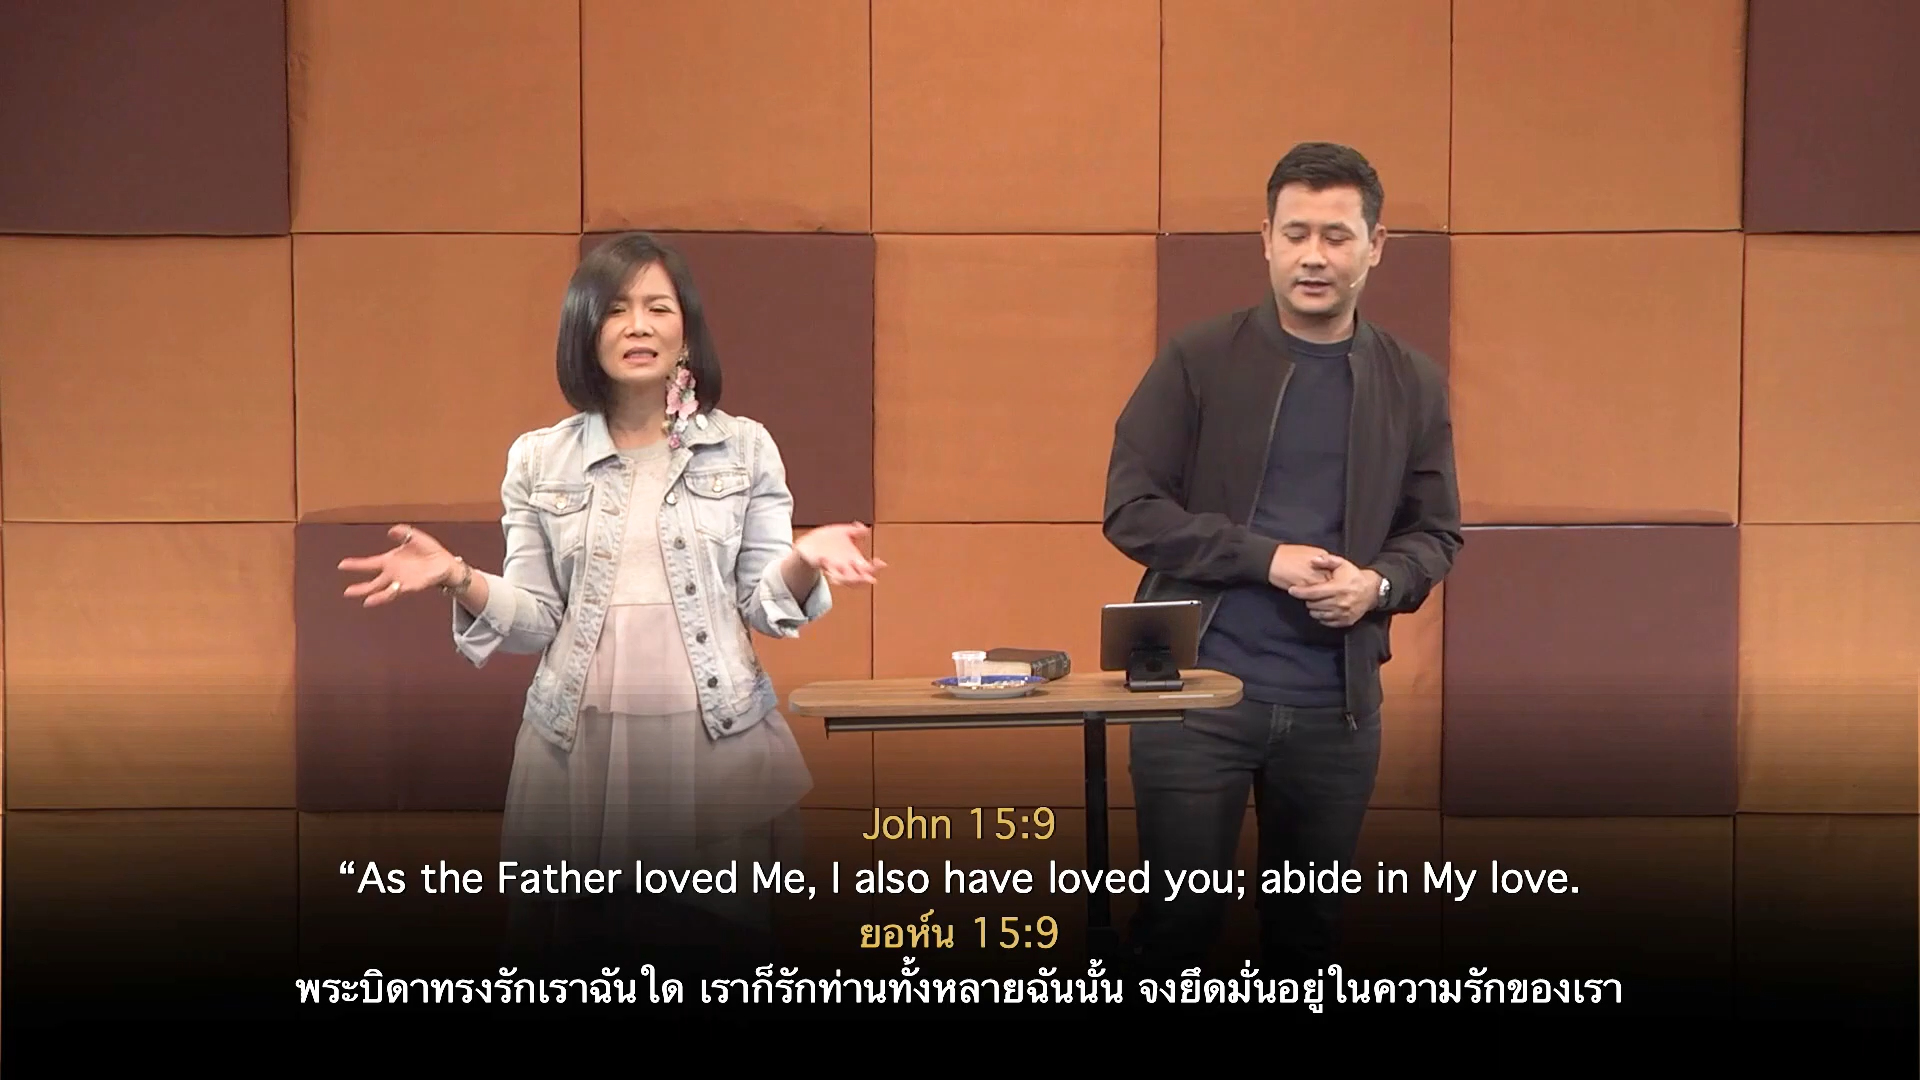 John 15:9
“As the Father loved Me, I also have loved you; abide in My love.
ยอห์น 15:9
พระบิดาทรงรักเราฉันใด เราก็รักท่านทั้งหลายฉันนั้น จงยึดมั่นอยู่ในความรักของเรา